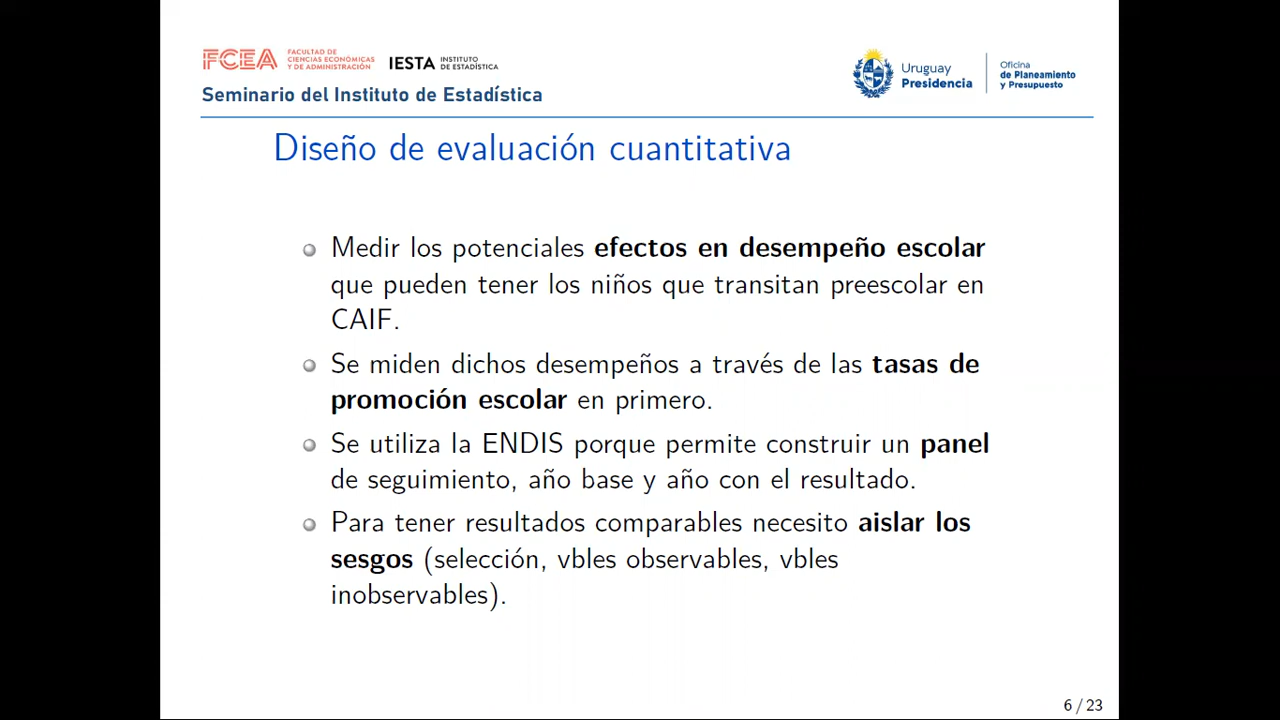 FCEA FACULTAD DE
CIENCIAS ECONÓMICAS
Y DE ADMINISTRACIÓN
IESTA INSTITUTO
DE ESTADÍSTICA
Seminario del Instituto de Estadística
Uruguay
Presidencia
Oficina
de Planeamiento
y Presupuesto
Diseño de evaluación cuantitativa
Medir los potenciales efectos en desempeño escolar
que pueden tener los niños que transitan preescolar en
CAIF.
Se miden dichos desempeños a través de las tasas de
promoción escolar en primero.
Se utiliza la ENDIS porque permite construir un panel
de seguimiento, año base y año con el resultado.
Para tener resultados comparables necesito aislar los
sesgos (selección, vbles observables, vbles
inobservables).
6 / 23